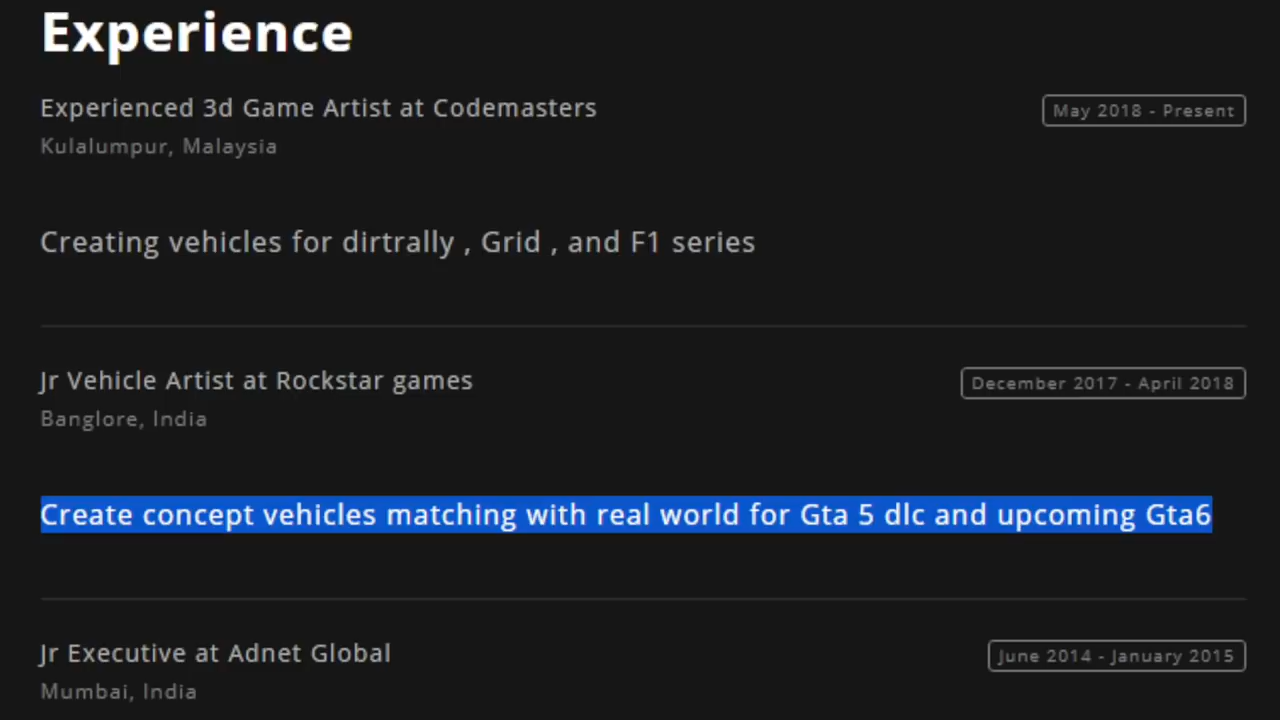 Experience
Experienced 3d Game Artist at Codemasters
May 2018 - Present
Kulalumpur, Malaysia
Creating vehicles for dirtrally , Grid , and F1 series
Jr Vehicle Artist at Rockstar games
December 2017 - April 2018
Banglore, India
Create concept vehicles matching with real world for Gta 5 dlc and upcoming Gta6
Jr Executive at Adnet Global
June 2014 - January 2015
Mumbai, India